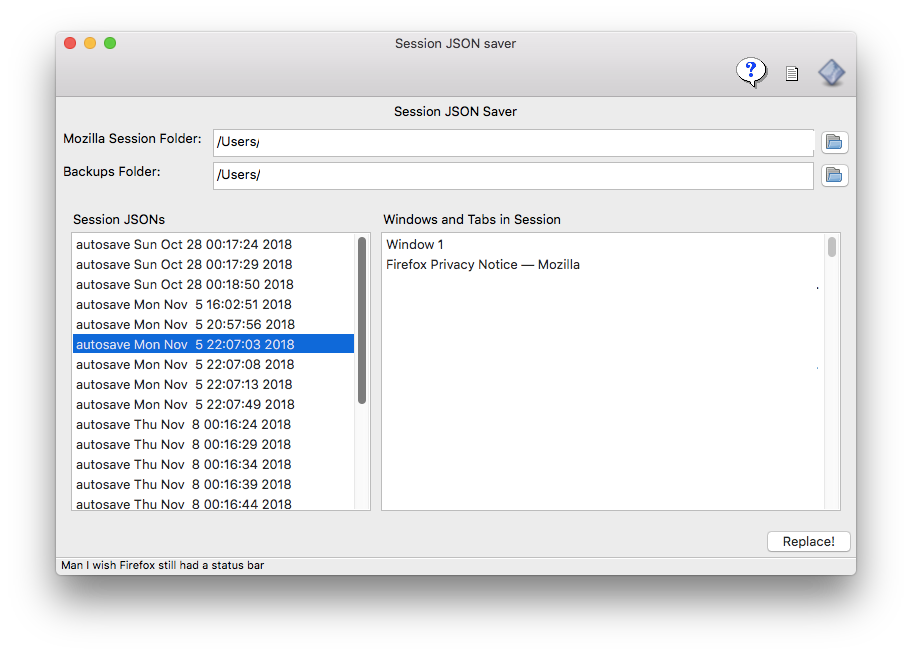 Session JSON saver
?
Session JSON Saver
Mozilla Session Folder: /Users/
Backups Folder: /Users/
Session JSONs
autosave Sun Oct 28 00:17:24 2018
autosave Sun Oct 28 00:17:29 2018
autosave Sun Oct 28 00:18:50 2018
autosave Mon Nov  5 16:02:51 2018
autosave Mon Nov  5 20:57:56 2018
autosave Mon Nov  5 22:07:03 2018
autosave Mon Nov  5 22:07:08 2018
autosave Mon Nov  5 22:07:13 2018
autosave Mon Nov  5 22:07:49 2018
autosave Thu Nov  8 00:16:24 2018
autosave Thu Nov  8 00:16:29 2018
autosave Thu Nov  8 00:16:34 2018
autosave Thu Nov  8 00:16:39 2018
autosave Thu Nov  8 00:16:44 2018
Windows and Tabs in Session
Window 1
Firefox Privacy Notice — Mozilla
Replace!
Man I wish Firefox still had a status bar